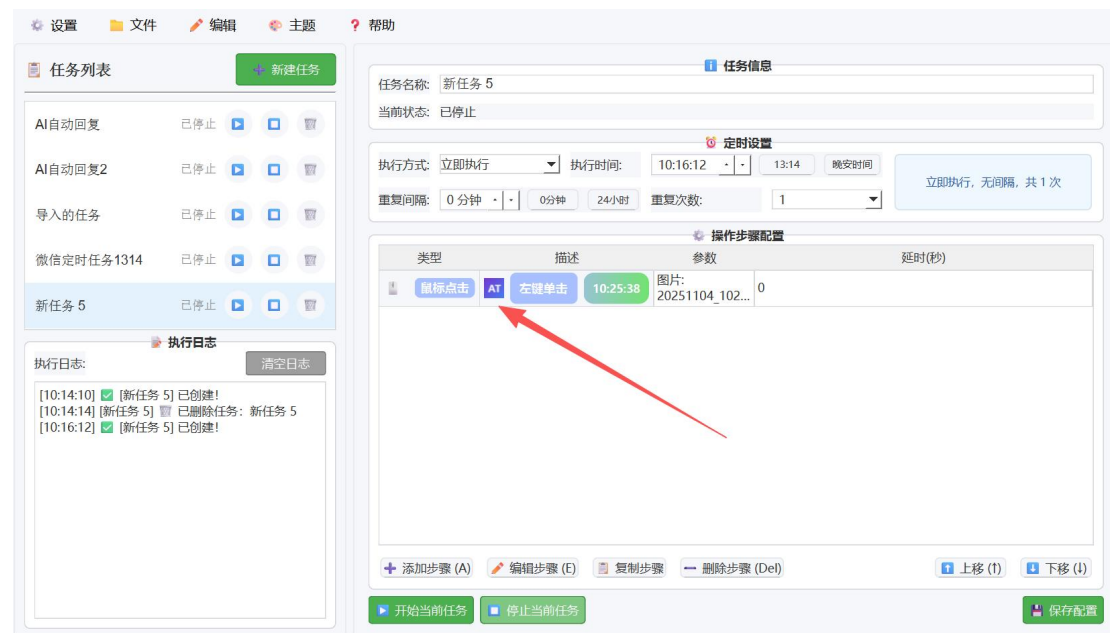 设置 文件 编辑 主题 ? 帮助
任务列表 新建任务
AI自动回复 已停止
AI自动回复2 已停止
导入的任务 已停止
微信定时任务1314 已停止
新任务 5 已停止
执行日志
执行日志: 清空日志
[10:14:10] ✅ [新任务 5] 已创建!
[10:14:14] [新任务 5] 🗑 已删除任务: 新任务 5
[10:16:12] ✅ [新任务 5] 已创建!
任务信息
任务名称: 新任务 5
当前状态: 已停止
定时设置
执行方式: 立即执行 执行时间: 10:16:12 13:14 晚安时间
立即执行, 无间隔, 共 1 次
重复间隔: 0 分钟 0分钟 24小时 重复次数: 1
操作步骤配置
类型 描述 参数 延时(秒)
鼠标点击 AT 左键单击 10:25:38 图片: 0
20251104_102...
添加步骤 (A) 编辑步骤 (E) 复制步骤 删除步骤 (Del) 上移 (↑) 下移 (↓)
开始当前任务 停止当前任务 保存配置